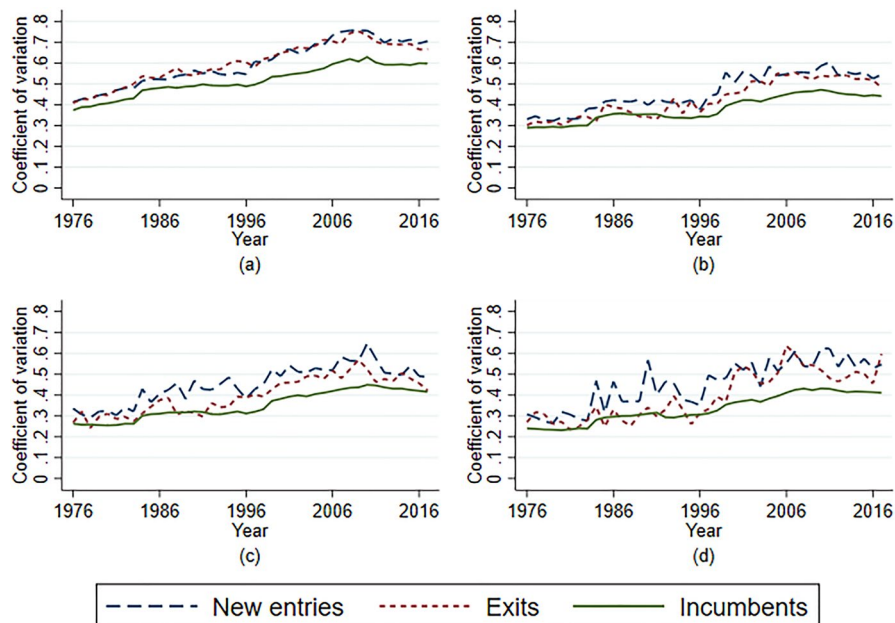 Coefficient of variation
0 .1 .2 .3 .4 .5 .6 .7 .8
1976 1986 1996 2006 2016
Year
(a)
Coefficient of variation
0 .1 .2 .3 .4 .5 .6 .7 .8
1976 1986 1996 2006 2016
Year
(b)
Coefficient of variation
0 .1 .2 .3 .4 .5 .6 .7 .8
1976 1986 1996 2006 2016
Year
(c)
Coefficient of variation
0 .1 .2 .3 .4 .5 .6 .7 .8
1976 1986 1996 2006 2016
Year
(d)
New entries Exits Incumbents